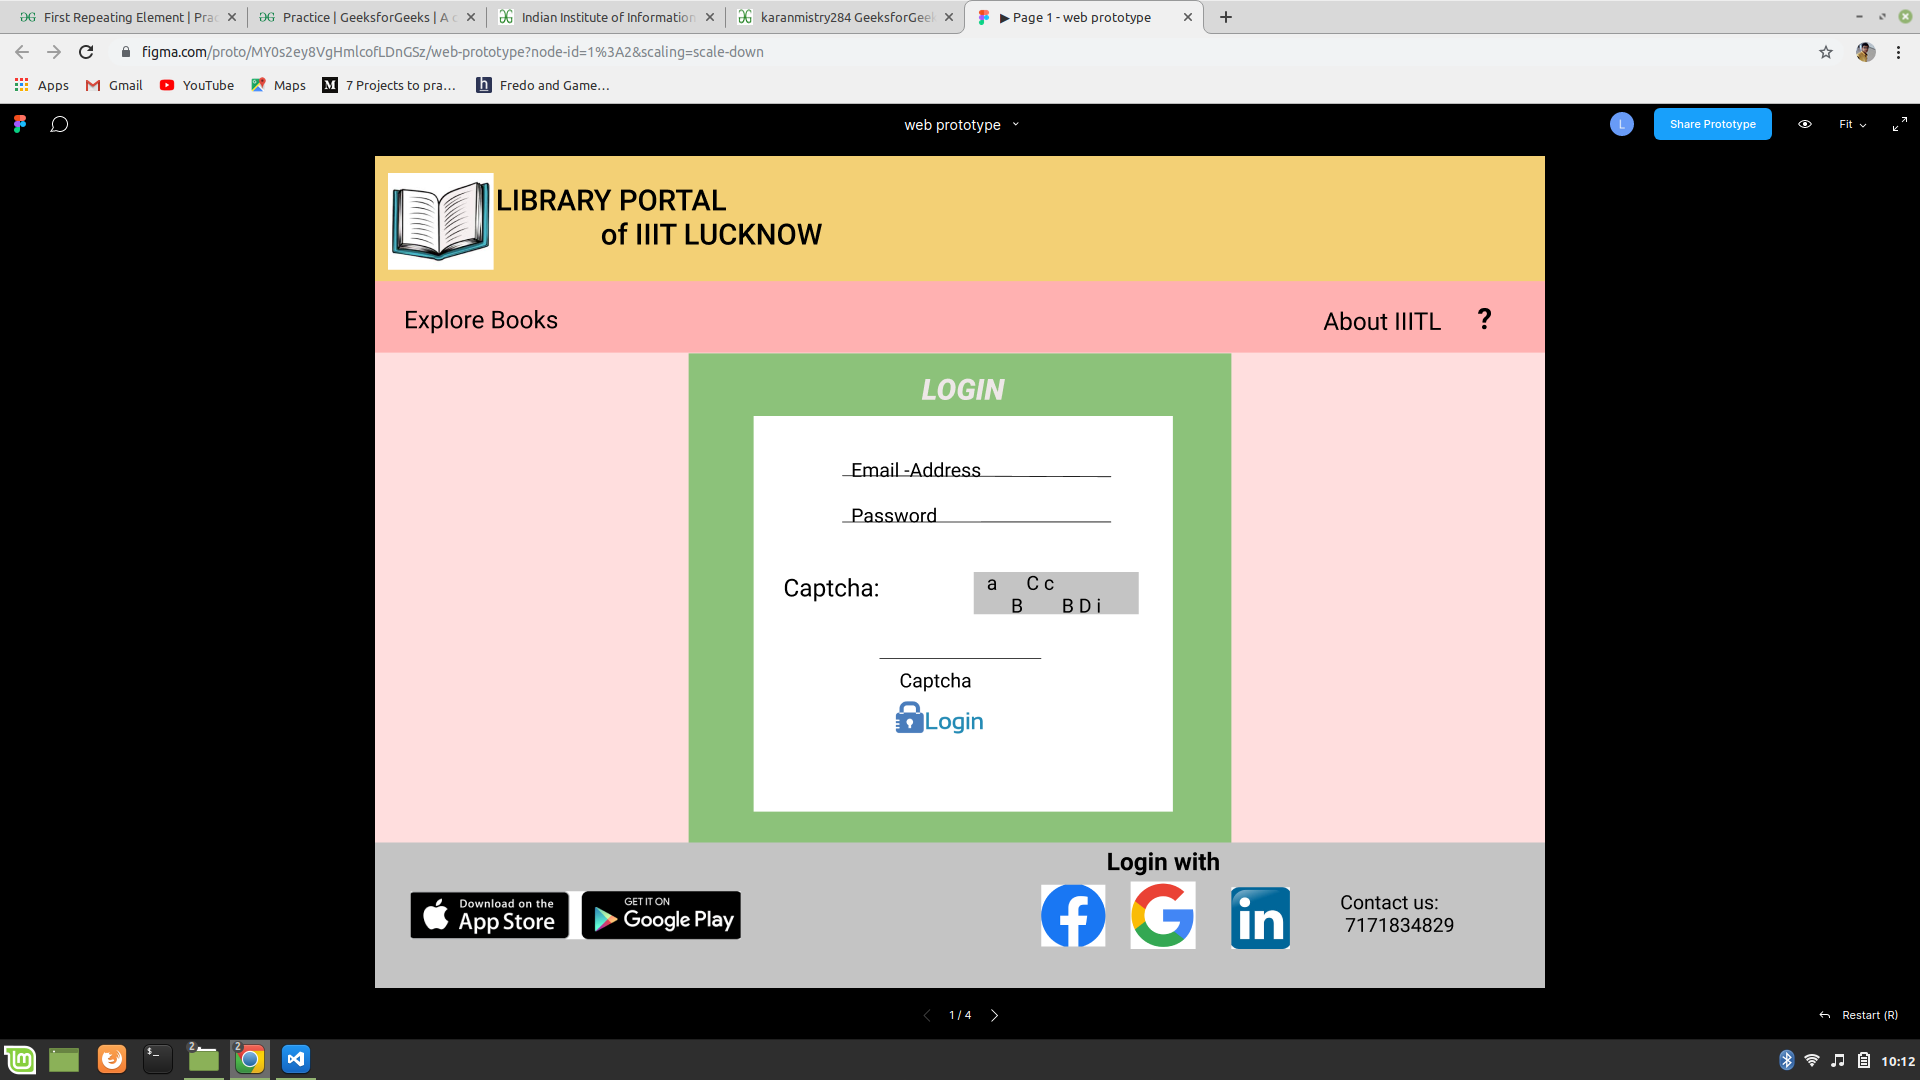 First Repeating Element | Prac
Practice | GeeksforGeeks | A c
Indian Institute of Information
karanmistry284 GeeksforGee
▶ Page 1 - web prototype
figma.com/proto/MY0s2ey8VgHmlcofLDnGSz/web-prototype?node-id=1%3A2&scaling=scale-down
Apps
Gmail
YouTube
Maps
M
7 Projects to pra...
h
Fredo and Game...
web prototype
L
Share Prototype
Fit
LIBRARY PORTAL
of IIIT LUCKNOW
Explore Books
About IIITL
?
LOGIN
Email -Address
Password
Captcha:
a C c
B B D i
Captcha
Login
Login with
Download on the
App Store
GET IT ON
Google Play
f
G
in
Contact us:
7171834829
1 / 4
Restart (R)
$_
2
2
10:12